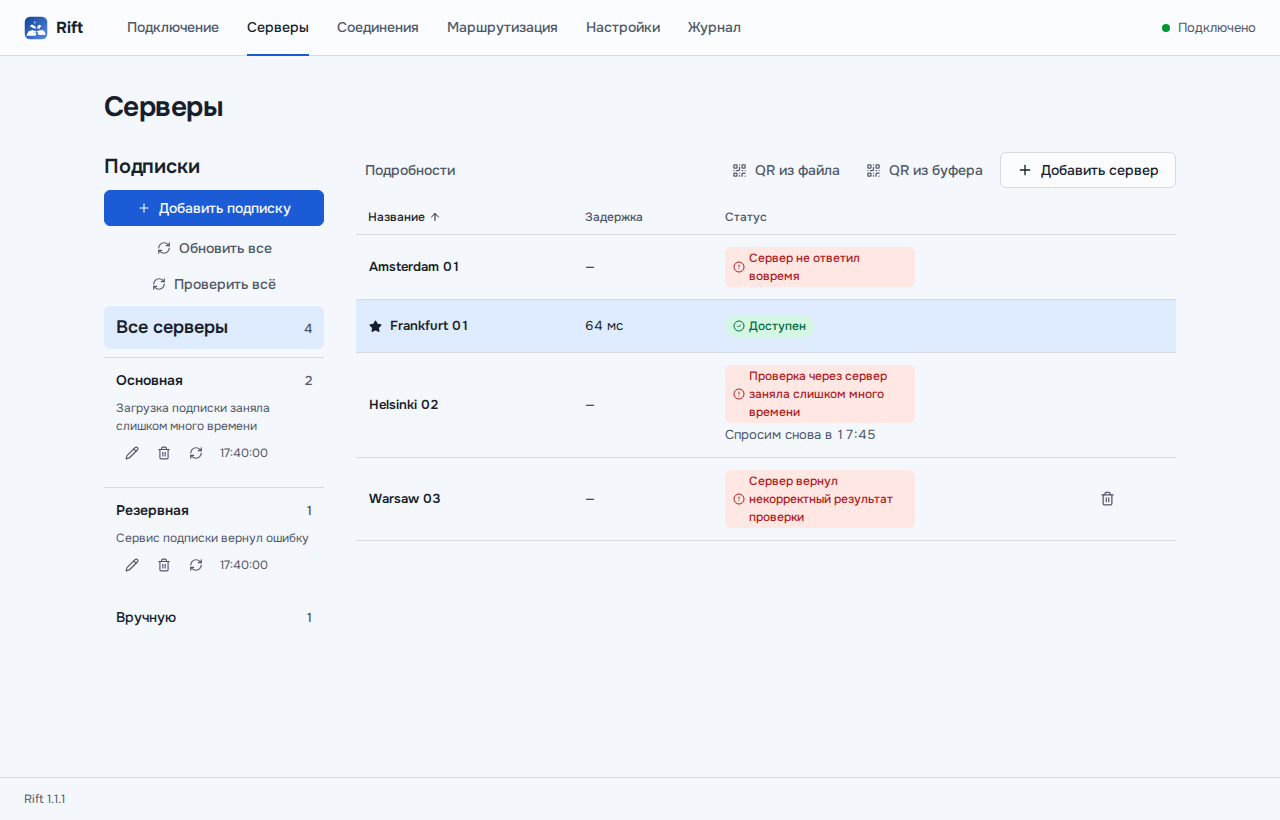 Rift
Подключение
Серверы
Соединения
Маршрутизация
Настройки
Журнал
Подключено
Серверы
Подписки
Добавить подписку
Обновить все
Проверить всё
Все серверы 4
Основная 2
Загрузка подписки заняла
слишком много времени
17:40:00
Резервная 1
Сервис подписки вернул ошибку
17:40:00
Вручную 1
Подробности
QR из файла
QR из буфера
Добавить сервер
Название Задержка Статус
Amsterdam 01 — Сервер не ответил
вовремя
Frankfurt 01 64 мс Доступен
Helsinki 02 — Проверка через сервер
заняла слишком много
времени
Спросим снова в 17:45
Warsaw 03 — Сервер вернул
некорректный результат
проверки
Rift 1.1.1